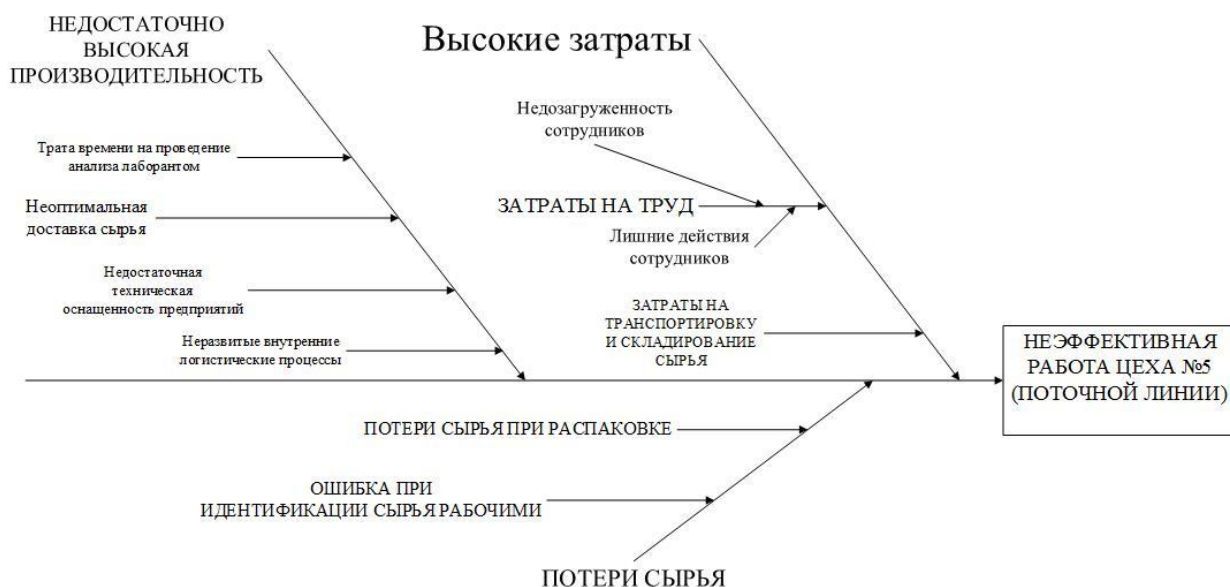 НЕДОСТАТОЧНО
ВЫСОКАЯ
ПРОИЗВОДИТЕЛЬНОСТЬ
Высокие затраты
Недозагруженность
сотрудников
Трата времени на проведение
анализа лаборантом
ЗАТРАТЫ НА ТРУД
Неоптимальная
доставка сырья
Лишние действия
сотрудников
Недостаточная
техническая
оснащенность предприятий
ЗАТРАТЫ НА
ТРАНСПОРТИРОВКУ
И СКЛАДИРОВАНИЕ
СЫРЬЯ
Неразвитые внутренние
логистические процессы
НЕЭФФЕКТИВНАЯ
РАБОТА ЦЕХА №5
(ПОТОЧНОЙ ЛИНИИ)
ПОТЕРИ СЫРЬЯ ПРИ РАСПАКОВКЕ
ОШИБКА ПРИ
ИДЕНТИФИКАЦИИ СЫРЬЯ РАБОЧИМИ
ПОТЕРИ СЫРЬЯ